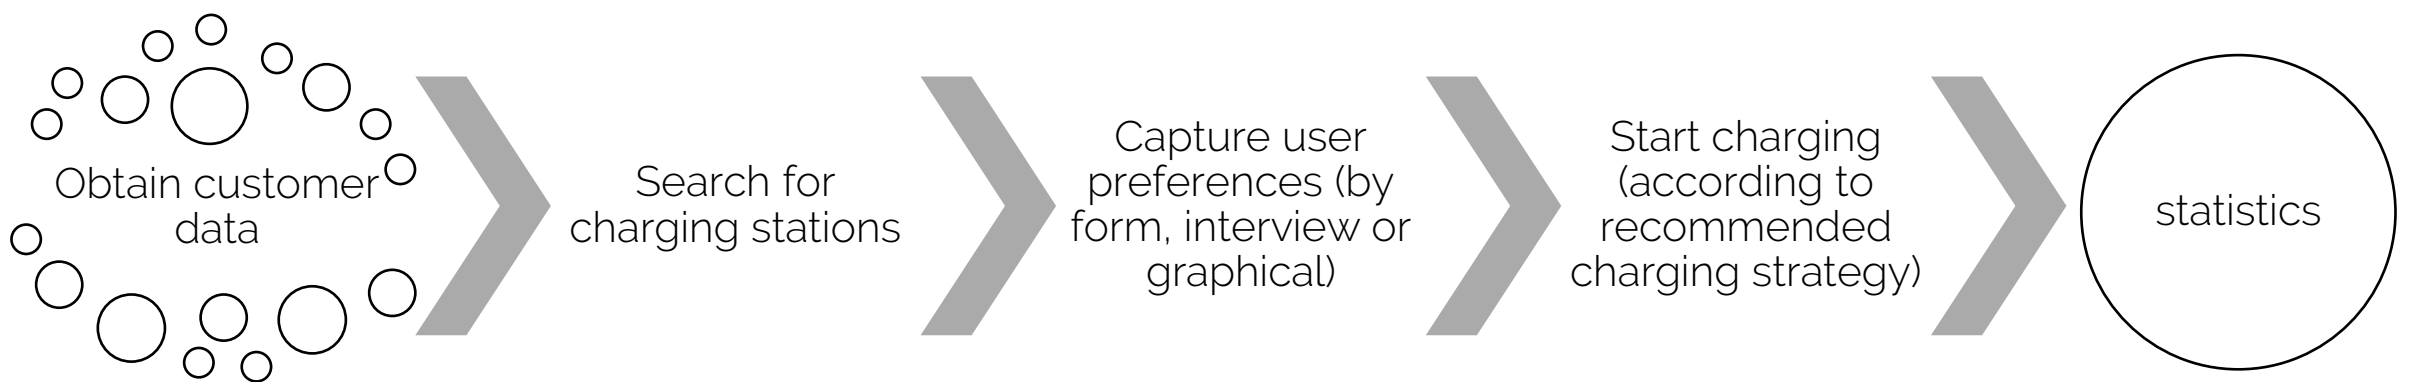 Obtain customer
data
Search for
charging stations
Capture user
preferences (by
form, interview or
graphical)
Start charging
(according to
recommended
charging strategy)
statistics